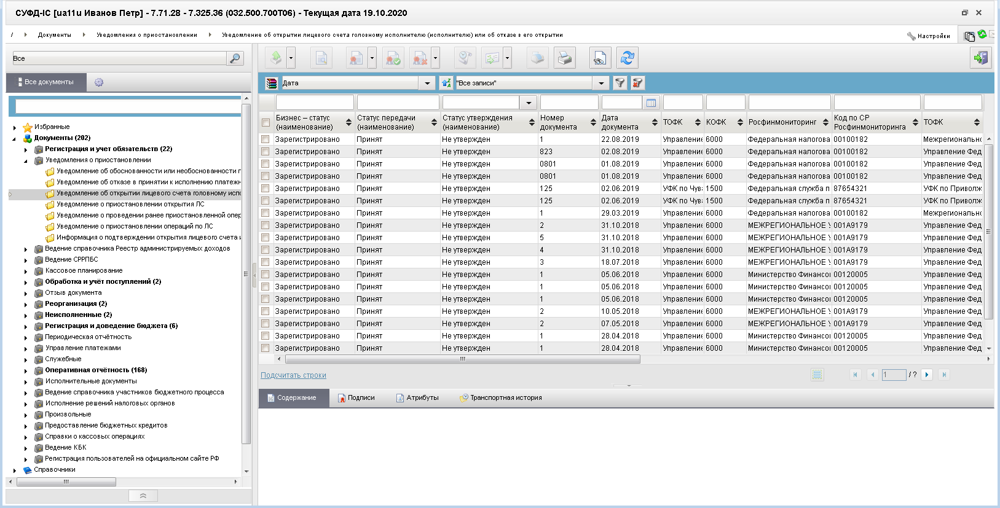 СУФД-IC [ua11u Иванов Петр] - 7.71.28 - 7.325.36 (032.500.700T06) - Текущая дата 19.10.2020
/ Документы Уведомления о приостановлении Уведомление об открытии лицевого счета головному исполнителю (исполнителю) или об отказе в его открытии
Настройки
Все
Все документы
Избранные
Документы (202)
Регистрация и учет обязательств (22)
Уведомления о приостановлении
Уведомление об обоснованности или необоснованности г
Уведомление об отказе в принятии к исполнению платежн
Уведомление об открытии лицевого счета головному испо
Уведомление о приостановлении открытия ЛС
Уведомление о проведении ранее приостановленной опер
Уведомление о приостановлении операций по ЛС
Информация о подтверждении открытия лицевого счета и
Ведение справочника Реестр администрируемых доходов
Ведение СРРПБС
Кассовое планирование
Обработка и учёт поступлений (2)
Отзыв документа
Реорганизация (2)
Неисполненные (2)
Регистрация и доведение бюджета (6)
Периодическая отчётность
Управление платежами
Служебные
Оперативная отчётность (168)
Исполнительные документы
Ведение справочника участников бюджетного процесса
Исполнение решений налоговых органов
Произвольные
Предоставление бюджетных кредитов
Справки о кассовых операциях
Ведение КБК
Регистрация пользователей на официальном сайте РФ
Справочники
Дата "Все записи"
Бизнес – статус (наименование) Статус передачи (наименование) Статус утверждения (наименование) Номер документа Дата документа ТОФК КОФК Росфинмониторинг Код по СР Росфинмониторинга ТОФК
Зарегистрировано Принят Не утвержден 1 22.08.2019 Управление 6000 Федеральная налогова 00100182 Межрегионально
Зарегистрировано Принят Не утвержден 823 02.08.2019 Управление 6000 Федеральная налогова 00100182 Управление Фед
Зарегистрировано Принят Не утвержден 0801 01.08.2019 Управление 6000 Федеральная налогова 00100182 Управление Фед
Зарегистрировано Принят Не утвержден 0801 01.08.2019 Управление 6000 Федеральная налогова 00100182 Управление Фед
Зарегистрировано Принят Не утвержден 125 02.06.2019 УФК по Чува 1500 Федеральная служба п 87654321 УФК по Приволж
Зарегистрировано Принят Не утвержден 125 02.06.2019 УФК по Чува 1500 Федеральная служба п 87654321 УФК по Приволж
Зарегистрировано Принят Не утвержден 1 29.03.2019 Управление 6000 Федеральная налогова 00100182 Межрегионально
Зарегистрировано Принят Не утвержден 2 31.10.2018 Управление 6000 МЕЖРЕГИОНАЛЬНОЕ У 001А9179 Управление Фед
Зарегистрировано Принят Не утвержден 5 31.10.2018 Управление 6000 МЕЖРЕГИОНАЛЬНОЕ У 001А9179 Управление Фед
Зарегистрировано Принят Не утвержден 4 31.10.2018 Управление 6000 МЕЖРЕГИОНАЛЬНОЕ У 001А9179 Управление Фед
Зарегистрировано Принят Не утвержден 3 18.07.2018 Управление 6000 МЕЖРЕГИОНАЛЬНОЕ У 001А9179 Управление Фед
Зарегистрировано Принят Не утвержден 1 05.06.2018 Управление 6000 Министерство Финансо 00120005 Управление Фед
Зарегистрировано Принят Не утвержден 1 05.06.2018 Управление 6000 Министерство Финансо 00120005 Управление Фед
Зарегистрировано Принят Не утвержден 1 05.06.2018 Управление 6000 Министерство Финансо 00120005 Управление Фед
Зарегистрировано Принят Не утвержден 2 10.05.2018 Управление 6000 МЕЖРЕГИОНАЛЬНОЕ У 001А9179 Управление Фед
Зарегистрировано Принят Не утвержден 2 07.05.2018 Управление 6000 МЕЖРЕГИОНАЛЬНОЕ У 001А9179 Управление Фед
Зарегистрировано Принят Не утвержден 1 28.04.2018 Управление 6000 Министерство Финансо 00120005 Управление Фед
Зарегистрировано Принят Не утвержден 1 28.04.2018 Управление 6000 Министерство Финансо 00120005 Управление Фед
Подсчитать строки 1 / ?
Содержание Подписи Атрибуты Транспортная история